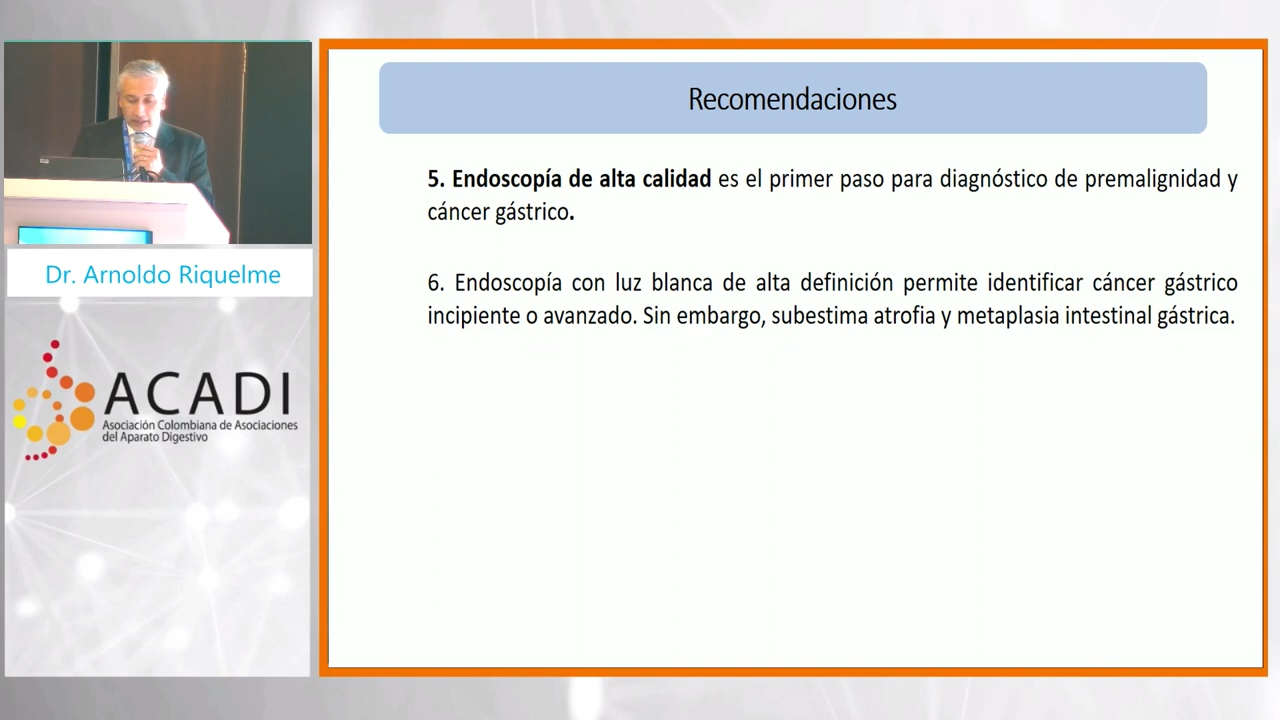 Recomendaciones
5. Endoscopía de alta calidad es el primer paso para diagnóstico de premalignidad y
cáncer gástrico.
6. Endoscopía con luz blanca de alta definición permite identificar cáncer gástrico
incipiente o avanzado. Sin embargo, subestima atrofia y metaplasia intestinal gástrica.
Dr. Arnoldo Riquelme
ACADI
Asociación Colombiana de Asociaciones
del Aparato Digestivo